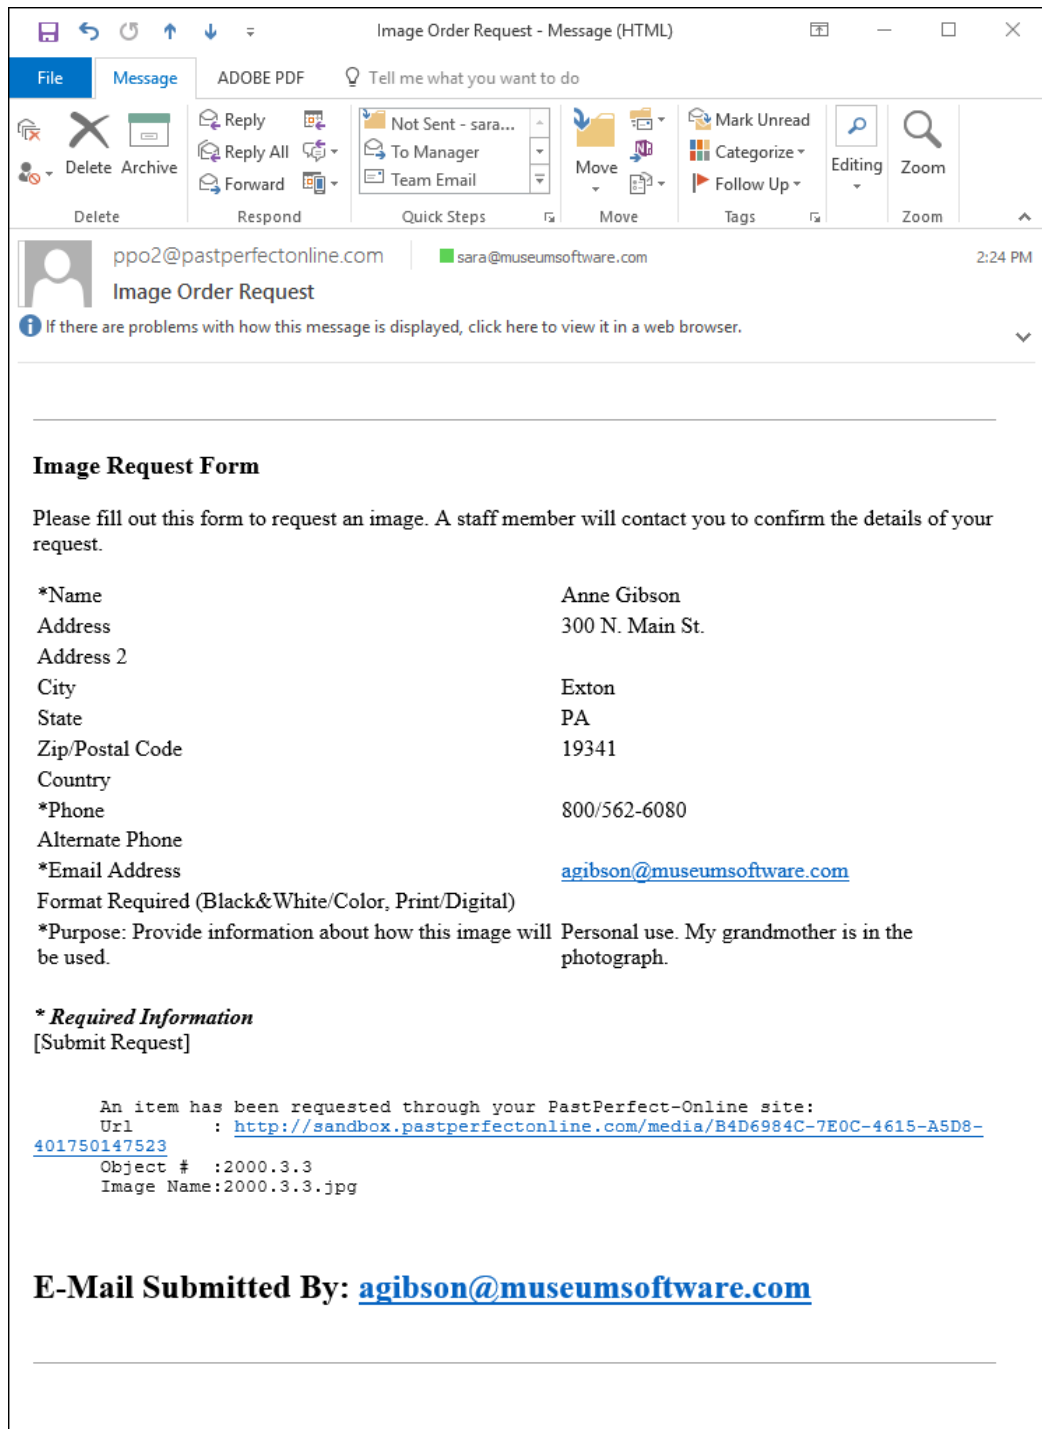 Image Order Request - Message (HTML)
File Message ADOBE PDF Tell me what you want to do
Delete Archive
Reply
Reply All
Forward
Not Sent - sara...
To Manager
Team Email
Move
Mark Unread
Categorize
Follow Up
Editing
Zoom
Delete Respond Quick Steps Move Tags Zoom
ppo2@pastperfectonline.com sara@museumsoftware.com 2:24 PM
Image Order Request
If there are problems with how this message is displayed, click here to view it in a web browser.
Image Request Form
Please fill out this form to request an image. A staff member will contact you to confirm the details of your
request.
*Name Anne Gibson
Address 300 N. Main St.
Address 2
City Exton
State PA
Zip/Postal Code 19341
Country
*Phone 800/562-6080
Alternate Phone
*Email Address agibson@museumsoftware.com
Format Required (Black&White/Color, Print/Digital)
*Purpose: Provide information about how this image will Personal use. My grandmother is in the
be used. photograph.
* Required Information
[Submit Request]
An item has been requested through your PastPerfect-Online site:
Url : http://sandbox.pastperfectonline.com/media/B4D6984C-7E0C-4615-A5D8-
401750147523
Object # :2000.3.3
Image Name:2000.3.3.jpg
E-Mail Submitted By: agibson@museumsoftware.com